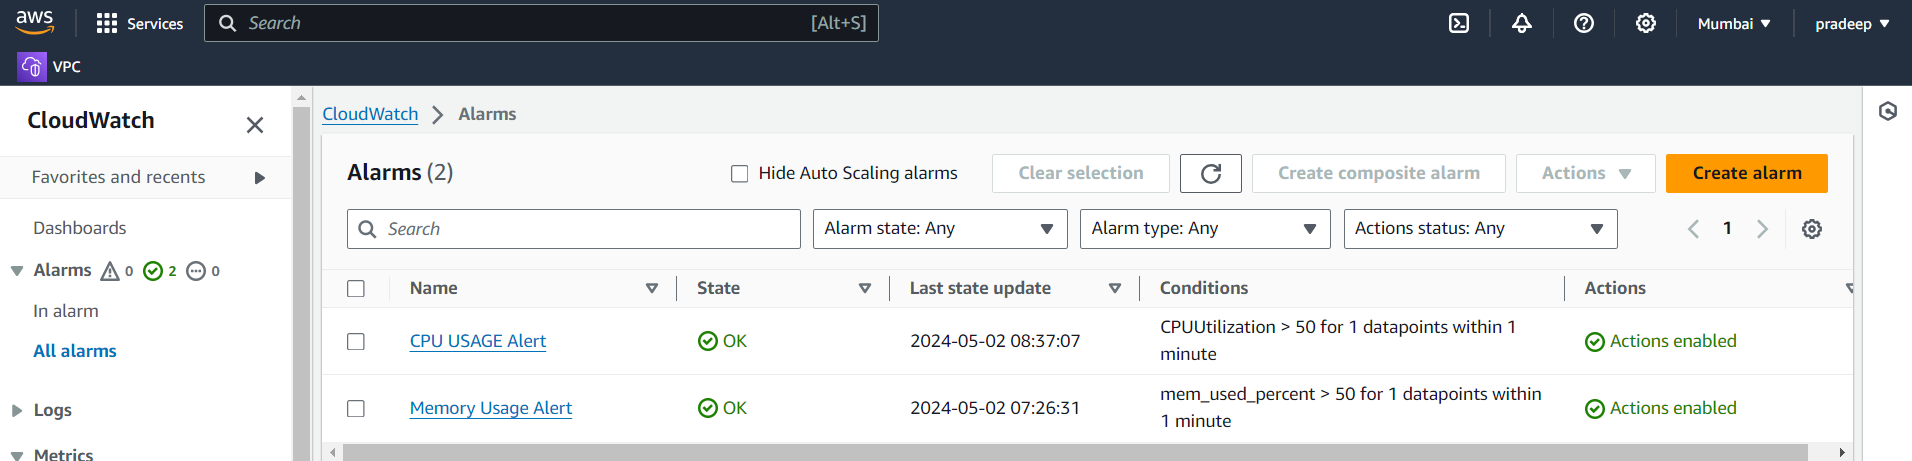 aws
Services
Search
[Alt+S]
Mumbai
pradeep
VPC
CloudWatch
Favorites and recents
Dashboards
Alarms 0 2 0
In alarm
All alarms
Logs
Metrics
CloudWatch > Alarms
Alarms (2)
Hide Auto Scaling alarms
Clear selection
Create composite alarm
Actions
Create alarm
Search
Alarm state: Any
Alarm type: Any
Actions status: Any
1
Name State Last state update Conditions Actions
CPU USAGE Alert OK 2024-05-02 08:37:07 CPUUtilization > 50 for 1 datapoints within 1
minute
Actions enabled
Memory Usage Alert OK 2024-05-02 07:26:31 mem_used_percent > 50 for 1 datapoints within
1 minute
Actions enabled